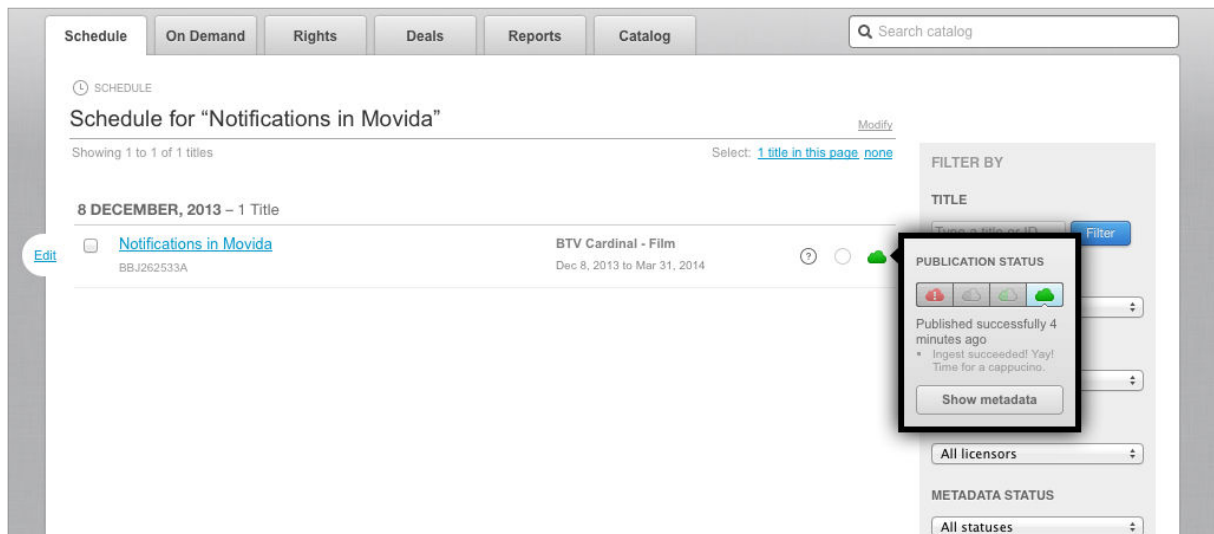 Schedule On Demand Rights Deals Reports Catalog Search catalog
SCHEDULE
Schedule for “Notifications in Movida”
Modify
Showing 1 to 1 of 1 titles Select: 1 title in this page none
FILTER BY
TITLE
8 DECEMBER, 2013 – 1 Title
Filter
Edit Notifications in Movida BTV Cardinal - Film ?
BBJ262533A Dec 8, 2013 to Mar 31, 2014
PUBLICATION STATUS
Published successfully 4
minutes ago
• Ingest succeeded! Yay!
Time for a cappucino.
Show metadata
All licensors
METADATA STATUS
All statuses